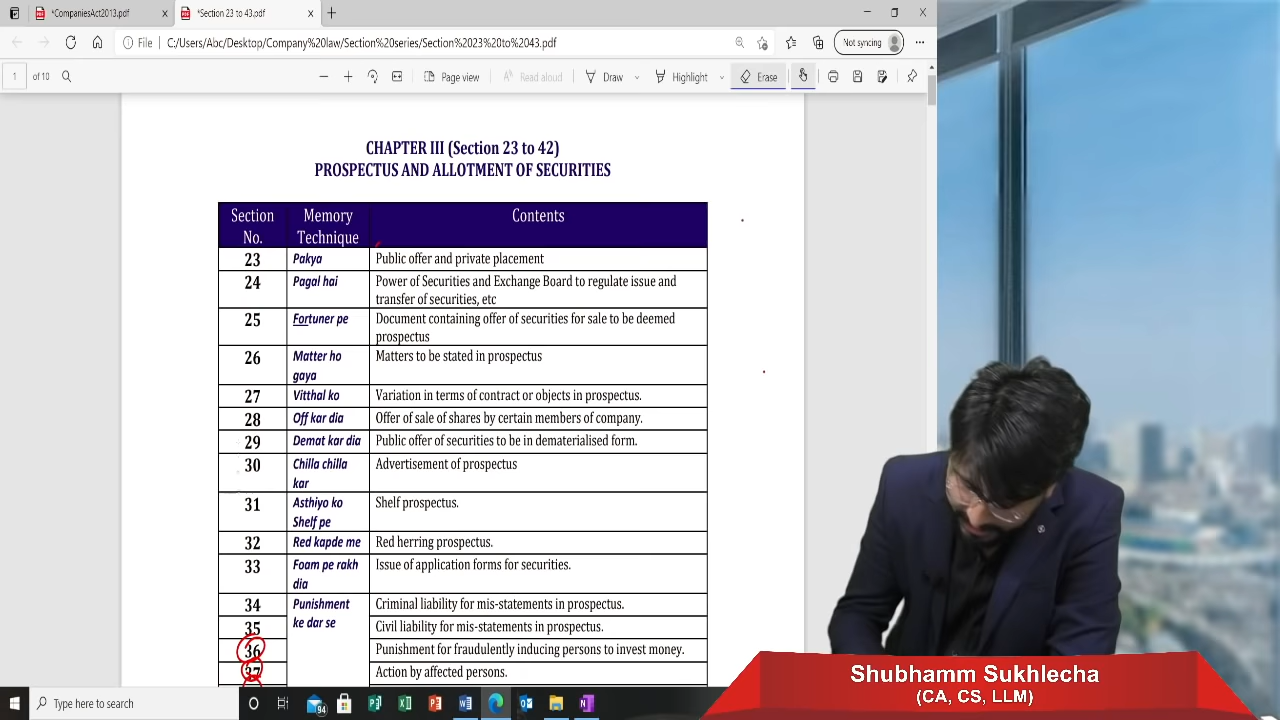 *CompaniesAct2013.pdf
*Section 23 to 43.pdf
File
C:/Users/Abc/Desktop/Company%20law/Section%20series/Section%2023%20to%2043.pdf
Not syncing
1 of 10
Page view
Read aloud
Draw
Highlight
Erase
CHAPTER III (Section 23 to 42)
PROSPECTUS AND ALLOTMENT OF SECURITIES
Section No.
Memory Technique
Contents
23 Pakya Public offer and private placement
24 Pagal hai Power of Securities and Exchange Board to regulate issue and
transfer of securities, etc
25 Fortuner pe Document containing offer of securities for sale to be deemed
prospectus
26 Matter ho Matters to be stated in prospectus
gaya
27 Vitthal ko Variation in terms of contract or objects in prospectus.
28 Off kar dia Offer of sale of shares by certain members of company.
29 Demat kar dia Public offer of securities to be in dematerialised form.
30 Chilla chilla Advertisement of prospectus
kar
31 Asthiyo ko Shelf prospectus.
Shelf pe
32 Red kapde me Red herring prospectus.
33 Foam pe rakh Issue of application forms for securities.
dia
34 Punishment Criminal liability for mis-statements in prospectus.
ke dar se
35 Civil liability for mis-statements in prospectus.
36 Punishment for fraudulently inducing persons to invest money.
37 Action by affected persons.
Shubhamm Sukhlecha
(CA, CS, LLM)
Type here to search
94